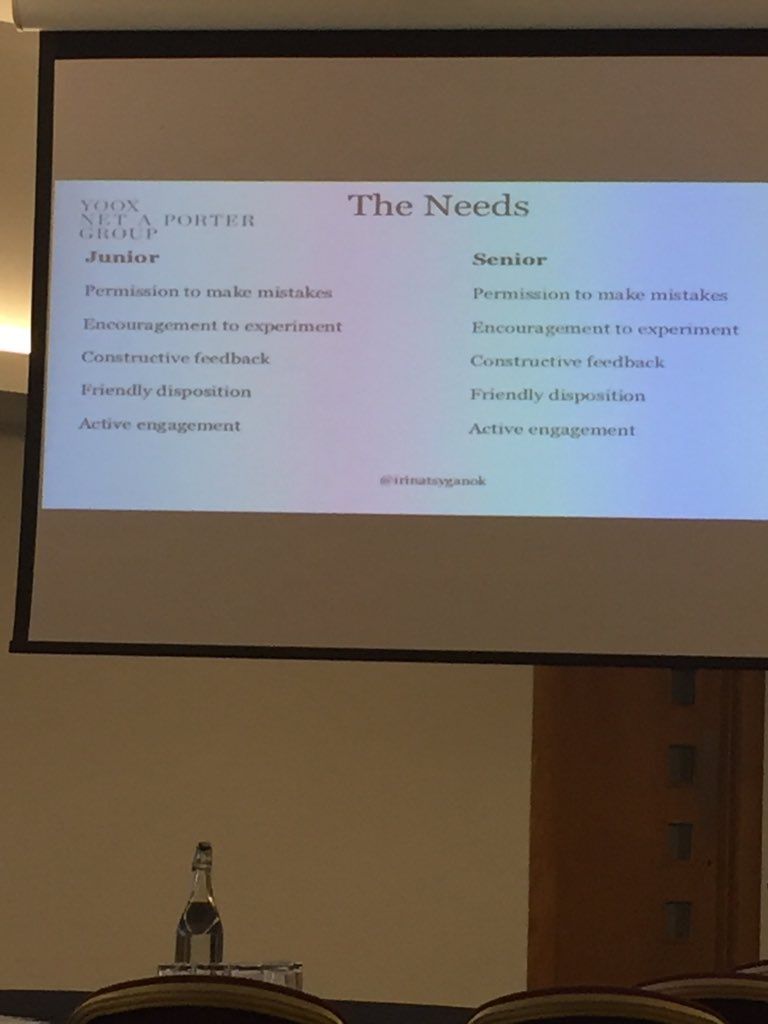 YOOX
NET A PORTER
GROUP
The Needs
Junior
Permission to make mistakes
Encouragement to experiment
Constructive feedback
Friendly disposition
Active engagement
Senior
Permission to make mistakes
Encouragement to experiment
Constructive feedback
Friendly disposition
Active engagement
@irinatsyganok